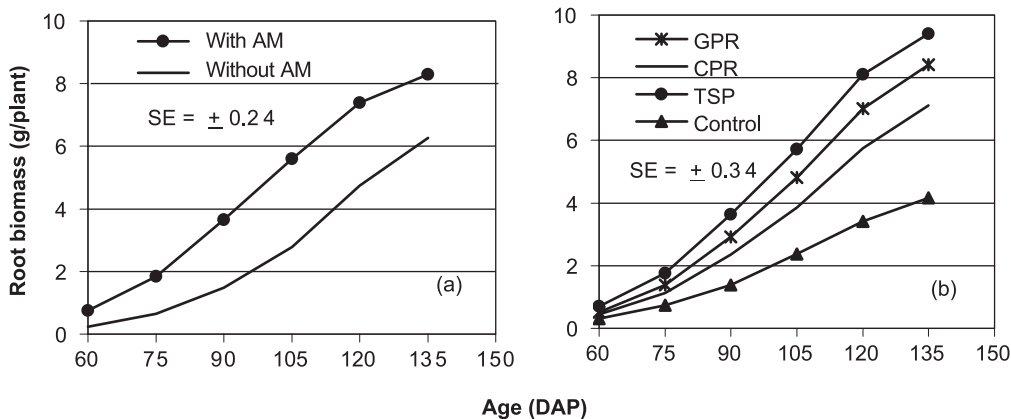 Root biomass (g/plant)
10
8
6
4
2
0
With AM
Without AM
SE = ± 0.24
(a)
60 75 90 105 120 135 150
10
8
6
4
2
0
GPR
CPR
TSP
Control
SE = ± 0.34
(b)
60 75 90 105 120 135 150
Age (DAP)